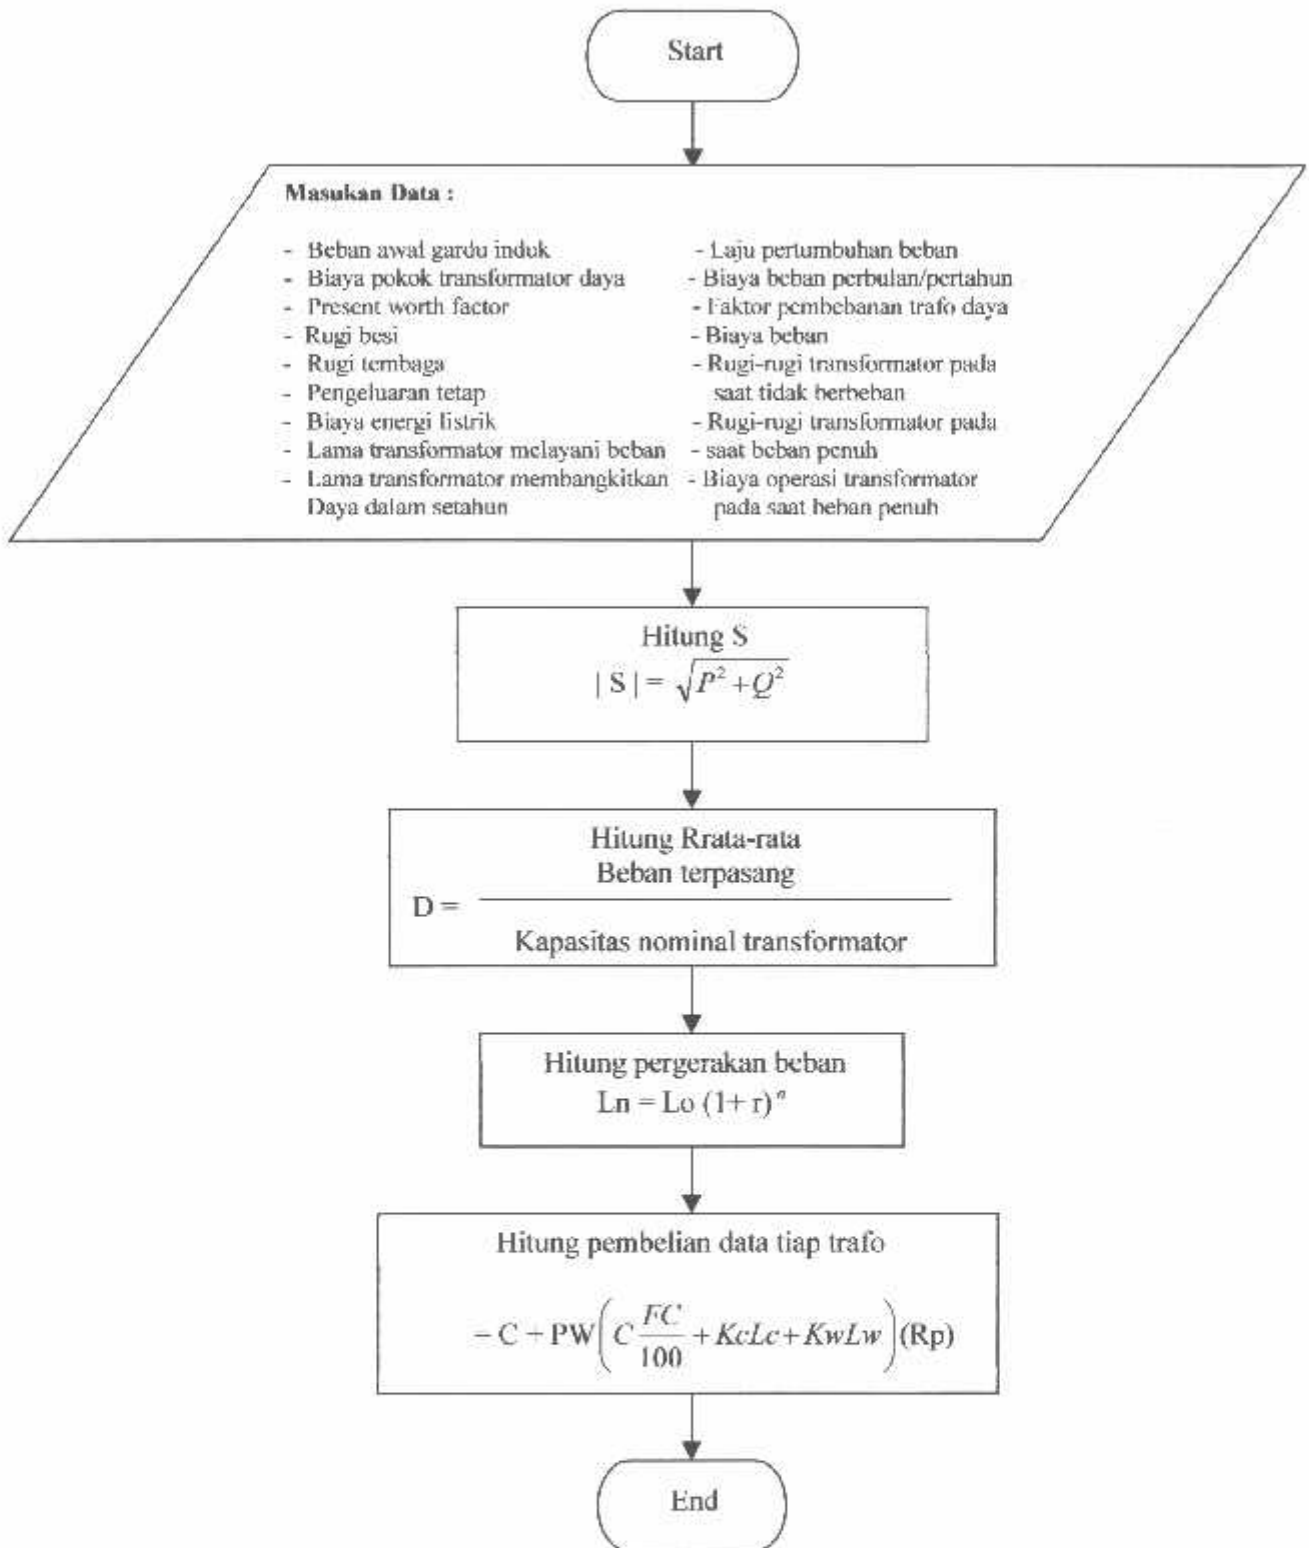 Start
Masukan Data :
- Beban awal gardu induk
- Biaya pokok transformator daya
- Present worth factor
- Rugi besi
- Rugi tembaga
- Pengeluaran tetap
- Biaya energi listrik
- Lama transformator melayani beban
- Lama transformator membangkitkan
Daya dalam setahun
- Laju pertumbuhan beban
- Biaya beban perbulan/pertahun
- Faktor pembebanan trafo daya
- Biaya beban
- Rugi-rugi transformator pada
saat tidak berbeban
- Rugi-rugi transformator pada
- saat beban penuh
- Biaya operasi transformator
pada saat beban penuh
Hitung S
| S | = √(P² + Q²)
Hitung Rrata-rata
Beban terpasang
D =
Kapasitas nominal transformator
Hitung pergerakan beban
Ln = Lo (1+ r)ⁿ
Hitung pembelian data tiap trafo
= C + PW(C FC/100 + KcLc + KwLw)(Rp)
End